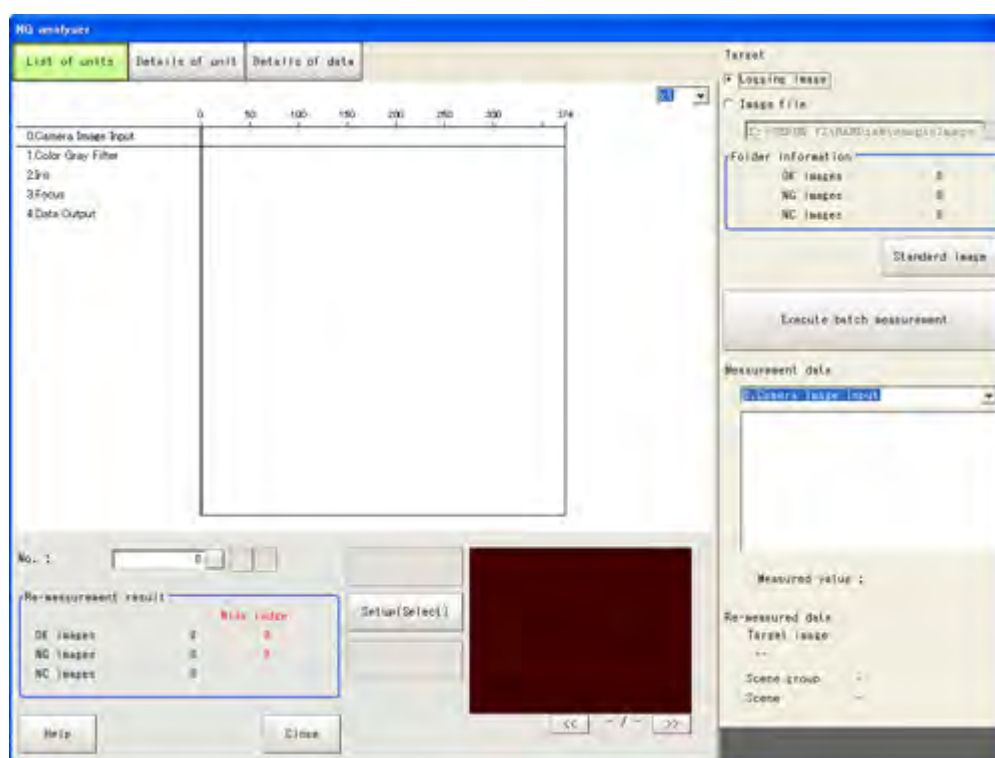 NG analyzer
List of units
Details of unit
Details of data
x1
0 50 100 150 200 250 300 374
0.Camera Image Input
1.Color Gray Filter
2.Iris
3.Focus
4.Data Output
No. :
0
Re-measurement result
Miss judge
OK images 0 0
NG images 0 0
NC images 0
Setup(Select)
Help
Close
<< - / - >>
Target
Logging image
Image file
Folder information
OK images 0
NG images 0
NC images 0
Standerd image
Execute batch measurement
Measurement data
0.Camera Image Input
Measured value :
Re-measured data
Target image
--
Scene group -
Scene -